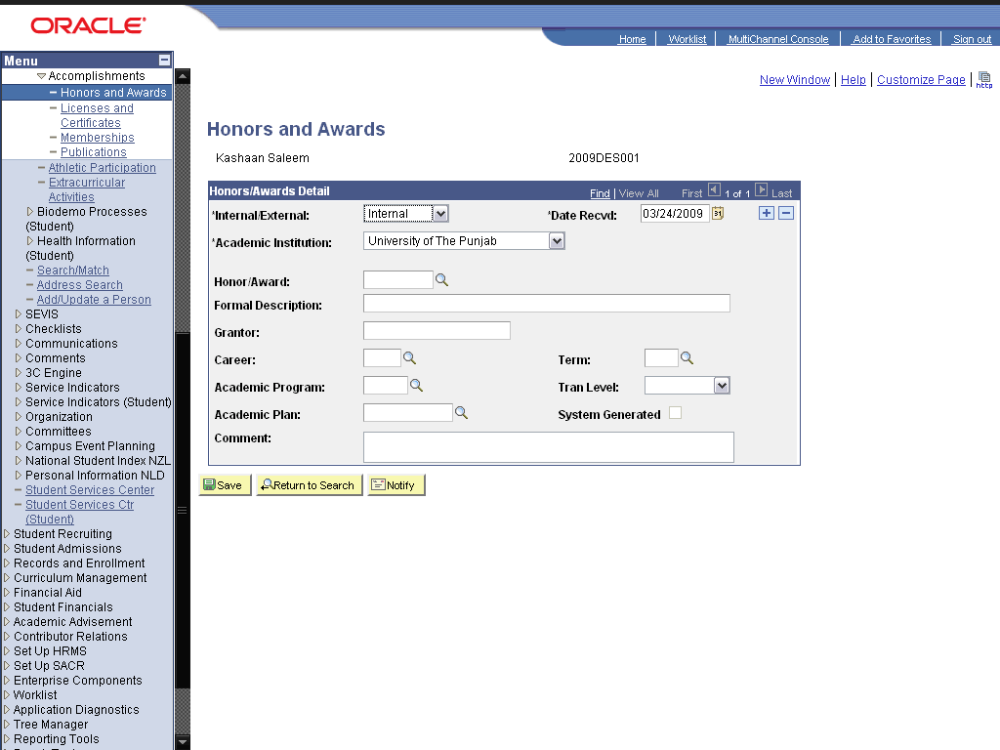 ORACLE®
Home Worklist MultiChannel Console Add to Favorites Sign out
Menu
Accomplishments
Honors and Awards
Licenses and
Certificates
Memberships
Publications
Athletic Participation
Extracurricular
Activities
Biodemo Processes
(Student)
Health Information
(Student)
Search/Match
Address Search
Add/Update a Person
SEVIS
Checklists
Communications
Comments
3C Engine
Service Indicators
Service Indicators (Student)
Organization
Committees
Campus Event Planning
National Student Index NZL
Personal Information NLD
Student Services Center
Student Services Ctr
(Student)
Student Recruiting
Student Admissions
Records and Enrollment
Curriculum Management
Financial Aid
Student Financials
Academic Advisement
Contributor Relations
Set Up HRMS
Set Up SACR
Enterprise Components
Worklist
Application Diagnostics
Tree Manager
Reporting Tools
New Window | Help | Customize Page | http
Honors and Awards
Kashaan Saleem 2009DES001
Honors/Awards Detail Find | View All First 1 of 1 Last
*Internal/External: Internal *Date Recvd: 03/24/2009 31
*Academic Institution: University of The Punjab
Honor/Award:
Formal Description:
Grantor:
Career: Term:
Academic Program: Tran Level:
Academic Plan: System Generated
Comment:
Save Return to Search Notify